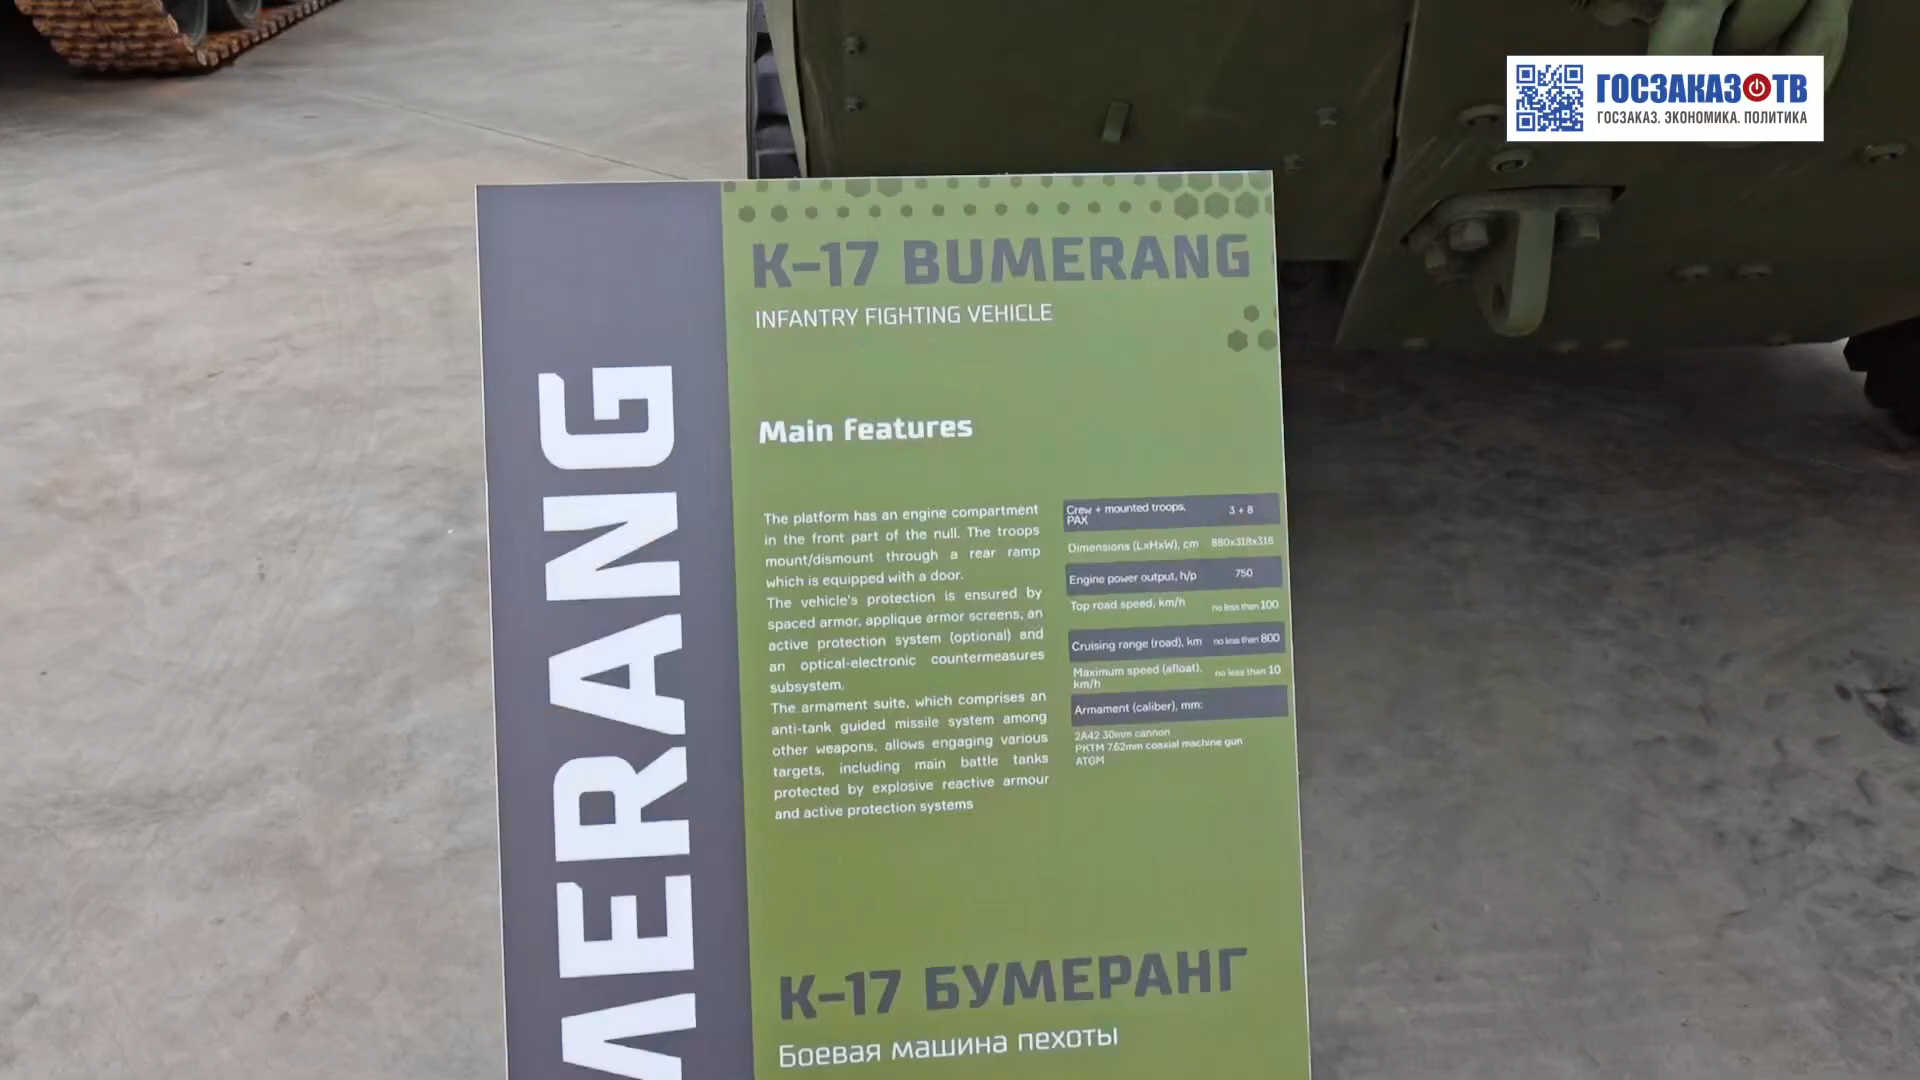 ГОСЗАКАЗ ТВ
ГОСЗАКАЗ. ЭКОНОМИКА. ПОЛИТИКА
MERANG
K-17 BUMERANG
INFANTRY FIGHTING VEHICLE
Main features
The platform has an engine compartment
in the front part of the null. The troops
mount/dismount through a rear ramp
which is equipped with a door.
The vehicle's protection is ensured by
spaced armor, applique armor screens, an
active protection system (optional) and
an optical-electronic countermeasures
subsystem.
The armament suite, which comprises an
anti-tank guided missile system among
other weapons, allows engaging various
targets, including main battle tanks
protected by explosive reactive armour
and active protection systems
Crew + mounted troops, 3 + 8
PAX
Dimensions (LxHxW), cm 880x318x316
Engine power output, h/p 750
Top road speed, km/h no less than 100
Cruising range (road), km no less than 800
Maximum speed (afloat), no less than 10
km/h
Armament (caliber), mm:
2A42 30mm cannon
PKTM 7.62mm coaxial machine gun
ATGM
К-17 БУМЕРАНГ
Боевая машина пехоты